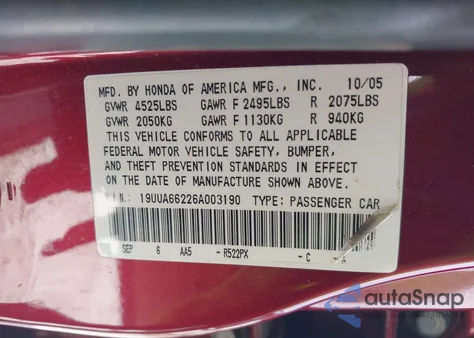 MFD. BY HONDA OF AMERICA MFG., INC. 10/05
GVWR 4525LBS GAWR F 2495LBS R 2075LBS
GVWR 2050KG GAWR F 1130KG R 940KG
THIS VEHICLE CONFORMS TO ALL APPLICABLE
FEDERAL MOTOR VEHICLE SAFETY, BUMPER,
AND THEFT PREVENTION STANDARDS IN EFFECT
ON THE DATE OF MANUFACTURE SHOWN ABOVE.
V.I.N.: 19UUA66226A003190 TYPE: PASSENGER CAR
SEP 6 AA5 - R522PX - C A
autaSnap